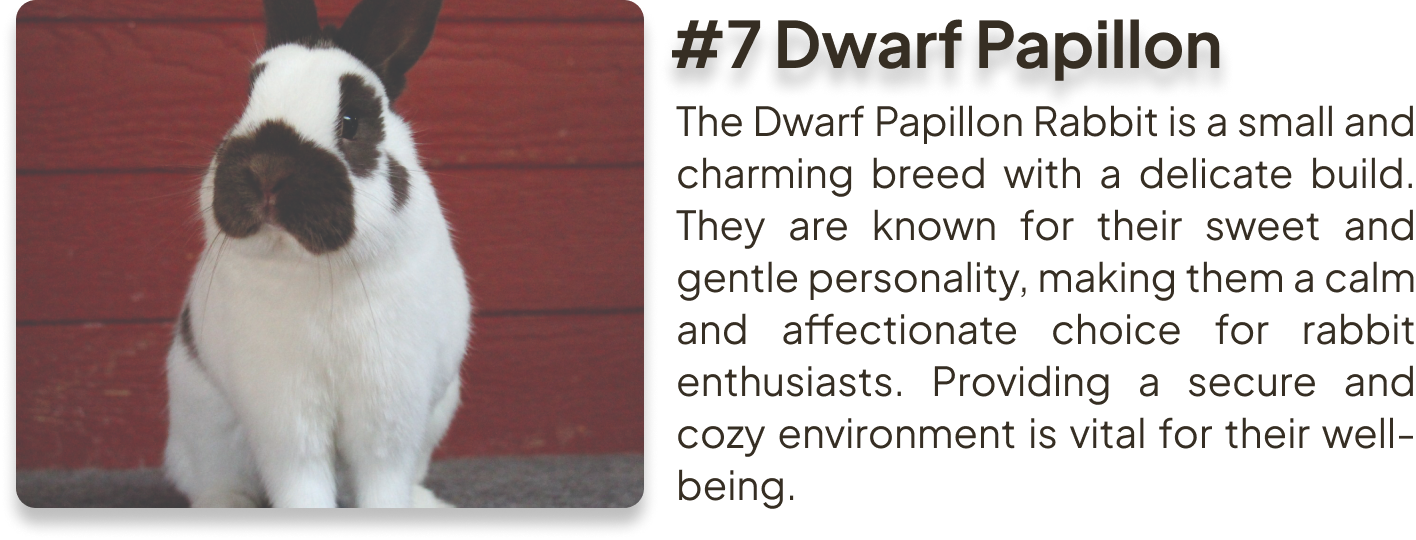 #7 Dwarf Papillon
The Dwarf Papillon Rabbit is a small and
charming breed with a delicate build.
They are known for their sweet and
gentle personality, making them a calm
and affectionate choice for rabbit
enthusiasts. Providing a secure and
cozy environment is vital for their well-
being.